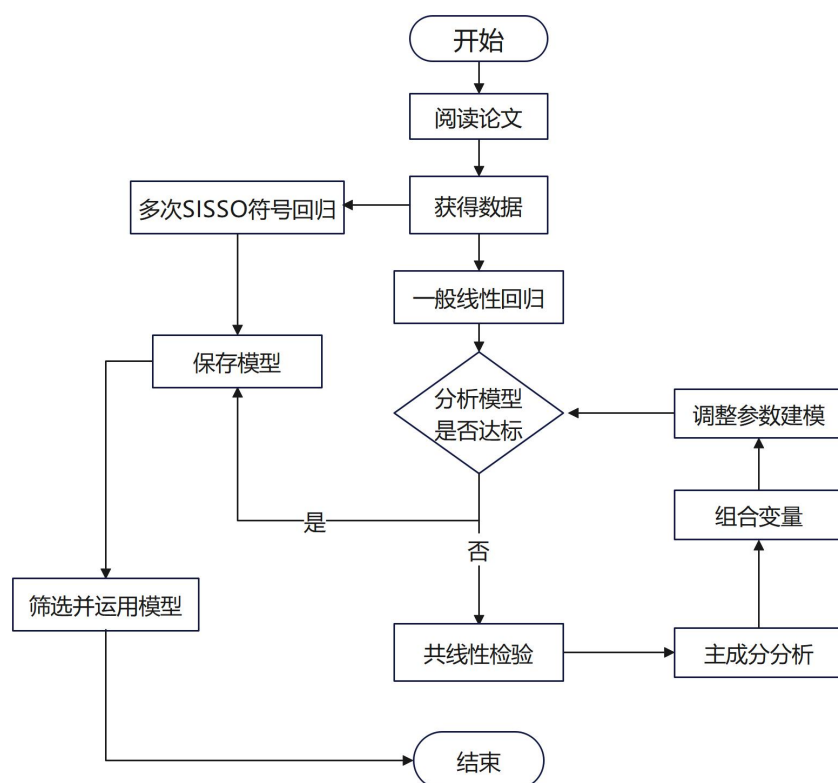 开始
阅读论文
多次SISSO符号回归
获得数据
一般线性回归
保存模型
分析模型
是否达标
调整参数建模
组合变量
是
否
筛选并运用模型
共线性检验
主成分分析
结束